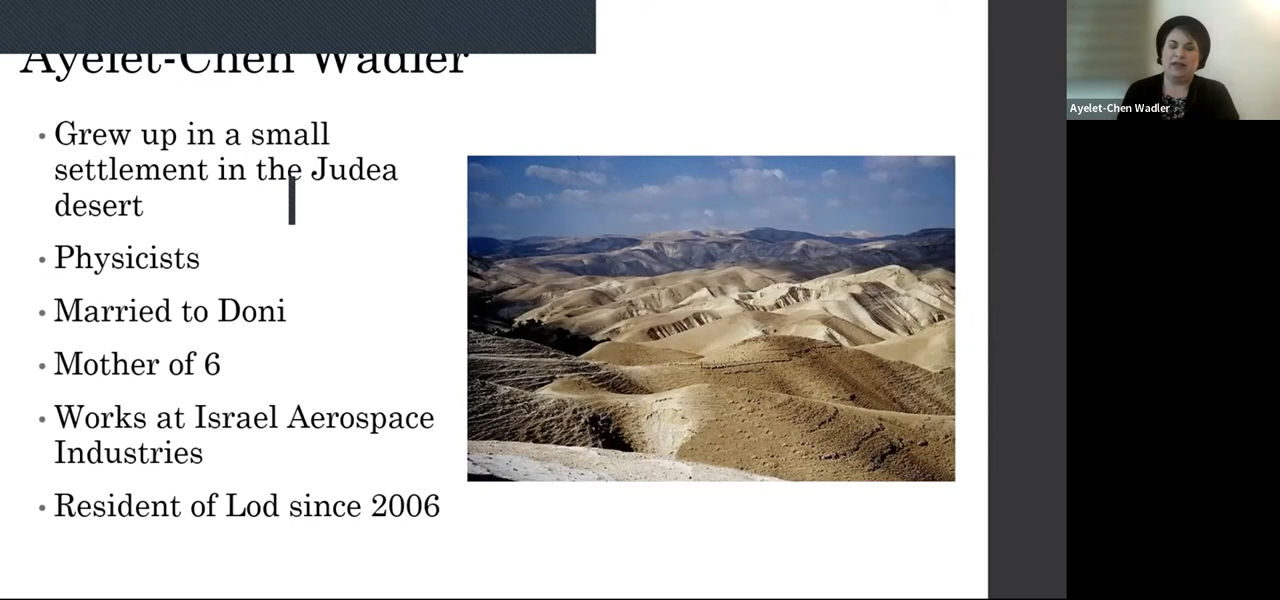 Ayelet-Chen Wadler
• Grew up in a small
settlement in the Judea
desert
• Physicists
• Married to Doni
• Mother of 6
• Works at Israel Aerospace
Industries
• Resident of Lod since 2006
Ayelet-Chen Wadler